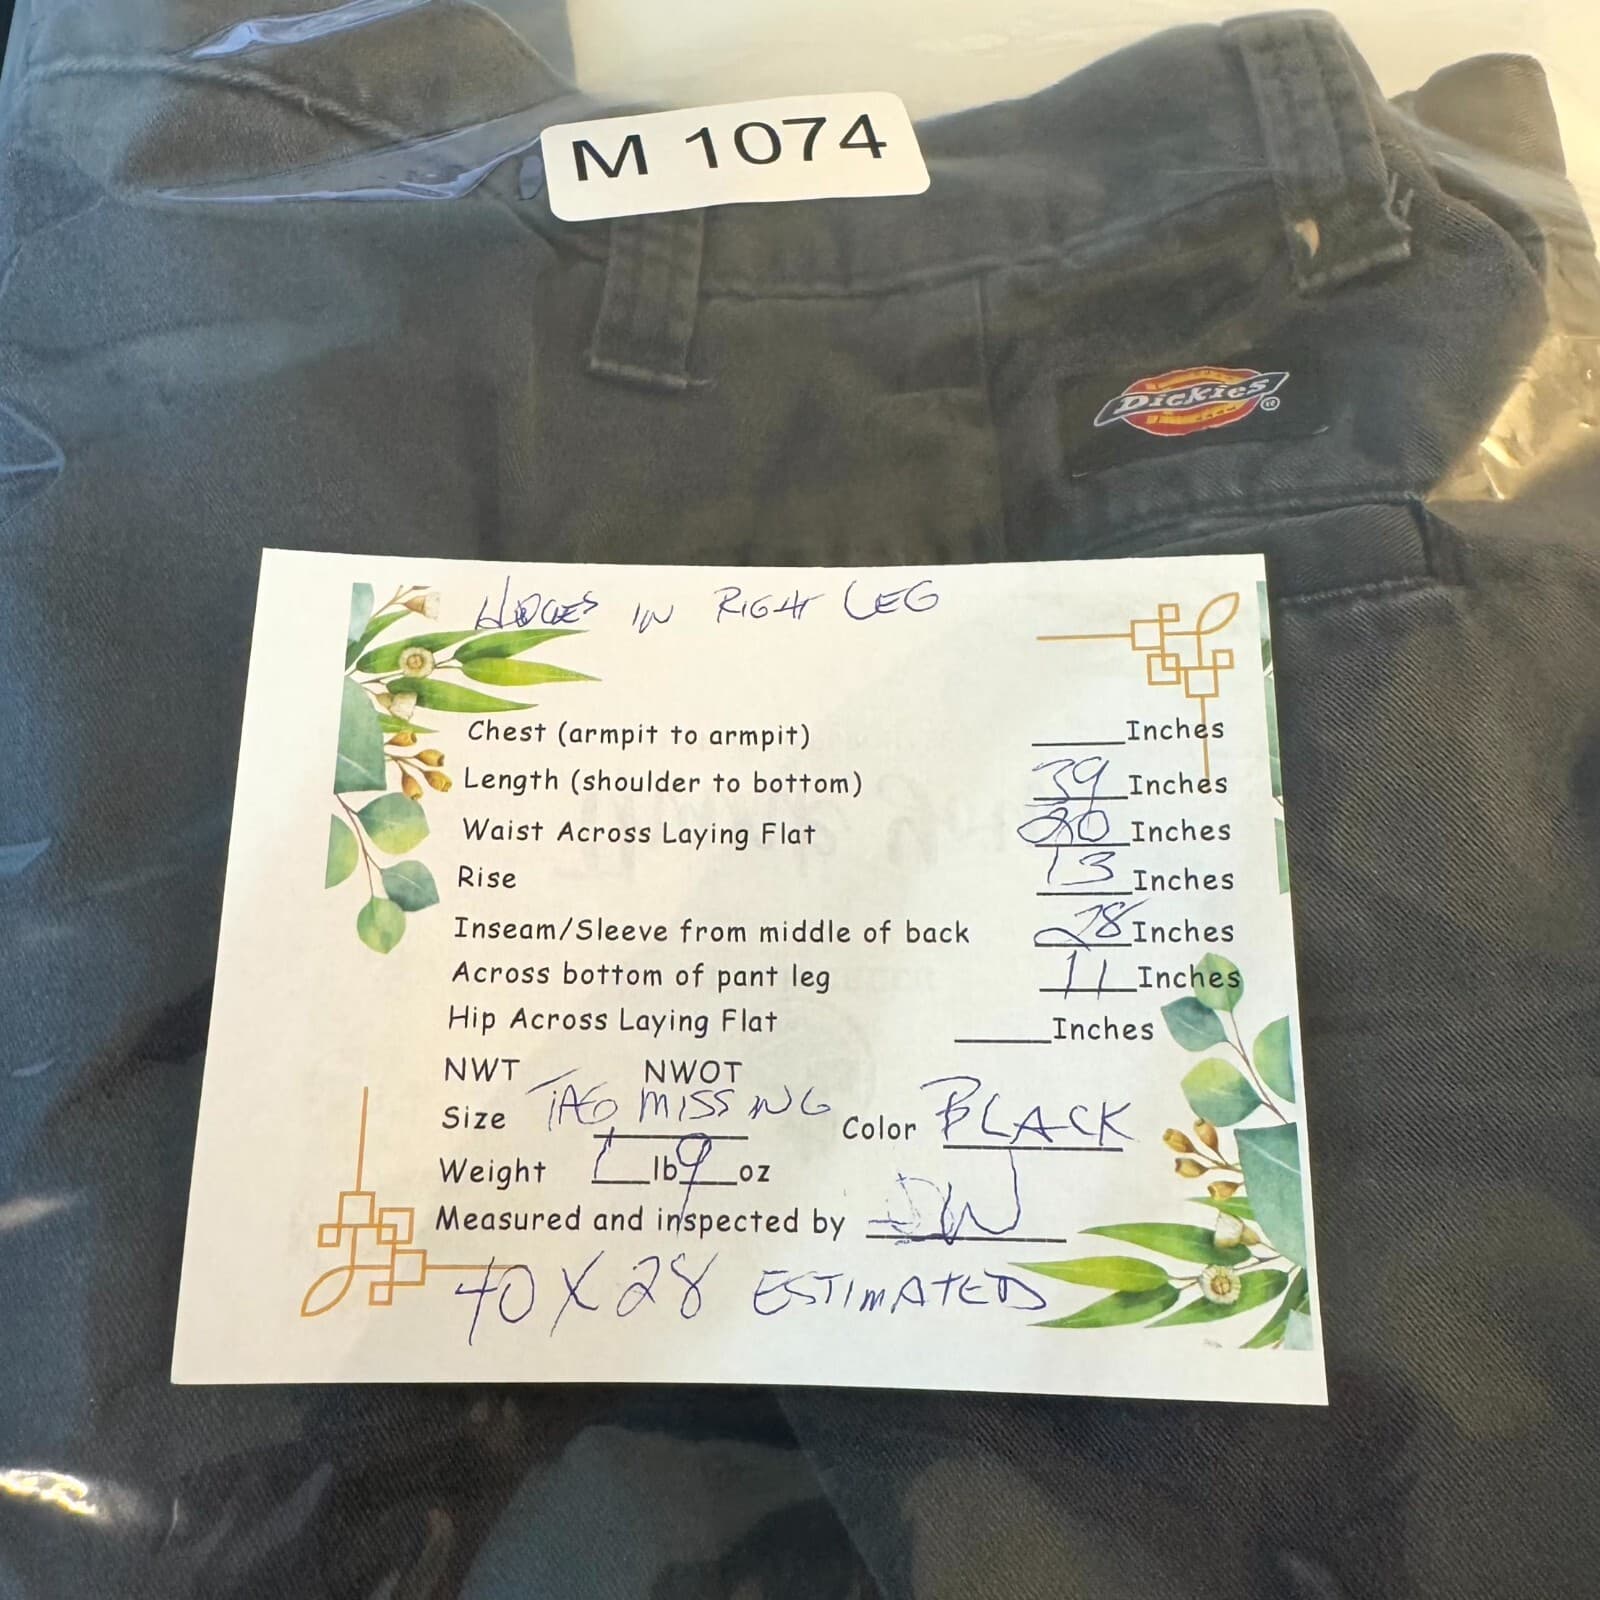 M 1074
Dickies ®
HOLES IN RIGHT LEG
Chest (armpit to armpit) _____Inches
Length (shoulder to bottom) 39 Inches
Waist Across Laying Flat 20 Inches
Rise 13 Inches
Inseam/Sleeve from middle of back 28 Inches
Across bottom of pant leg 11 Inches
Hip Across Laying Flat _____Inches
NWT NWOT
Size TAG MISSING Color BLACK
Weight 1 lb 9 oz
Measured and inspected by DW
40 X 28 ESTIMATED